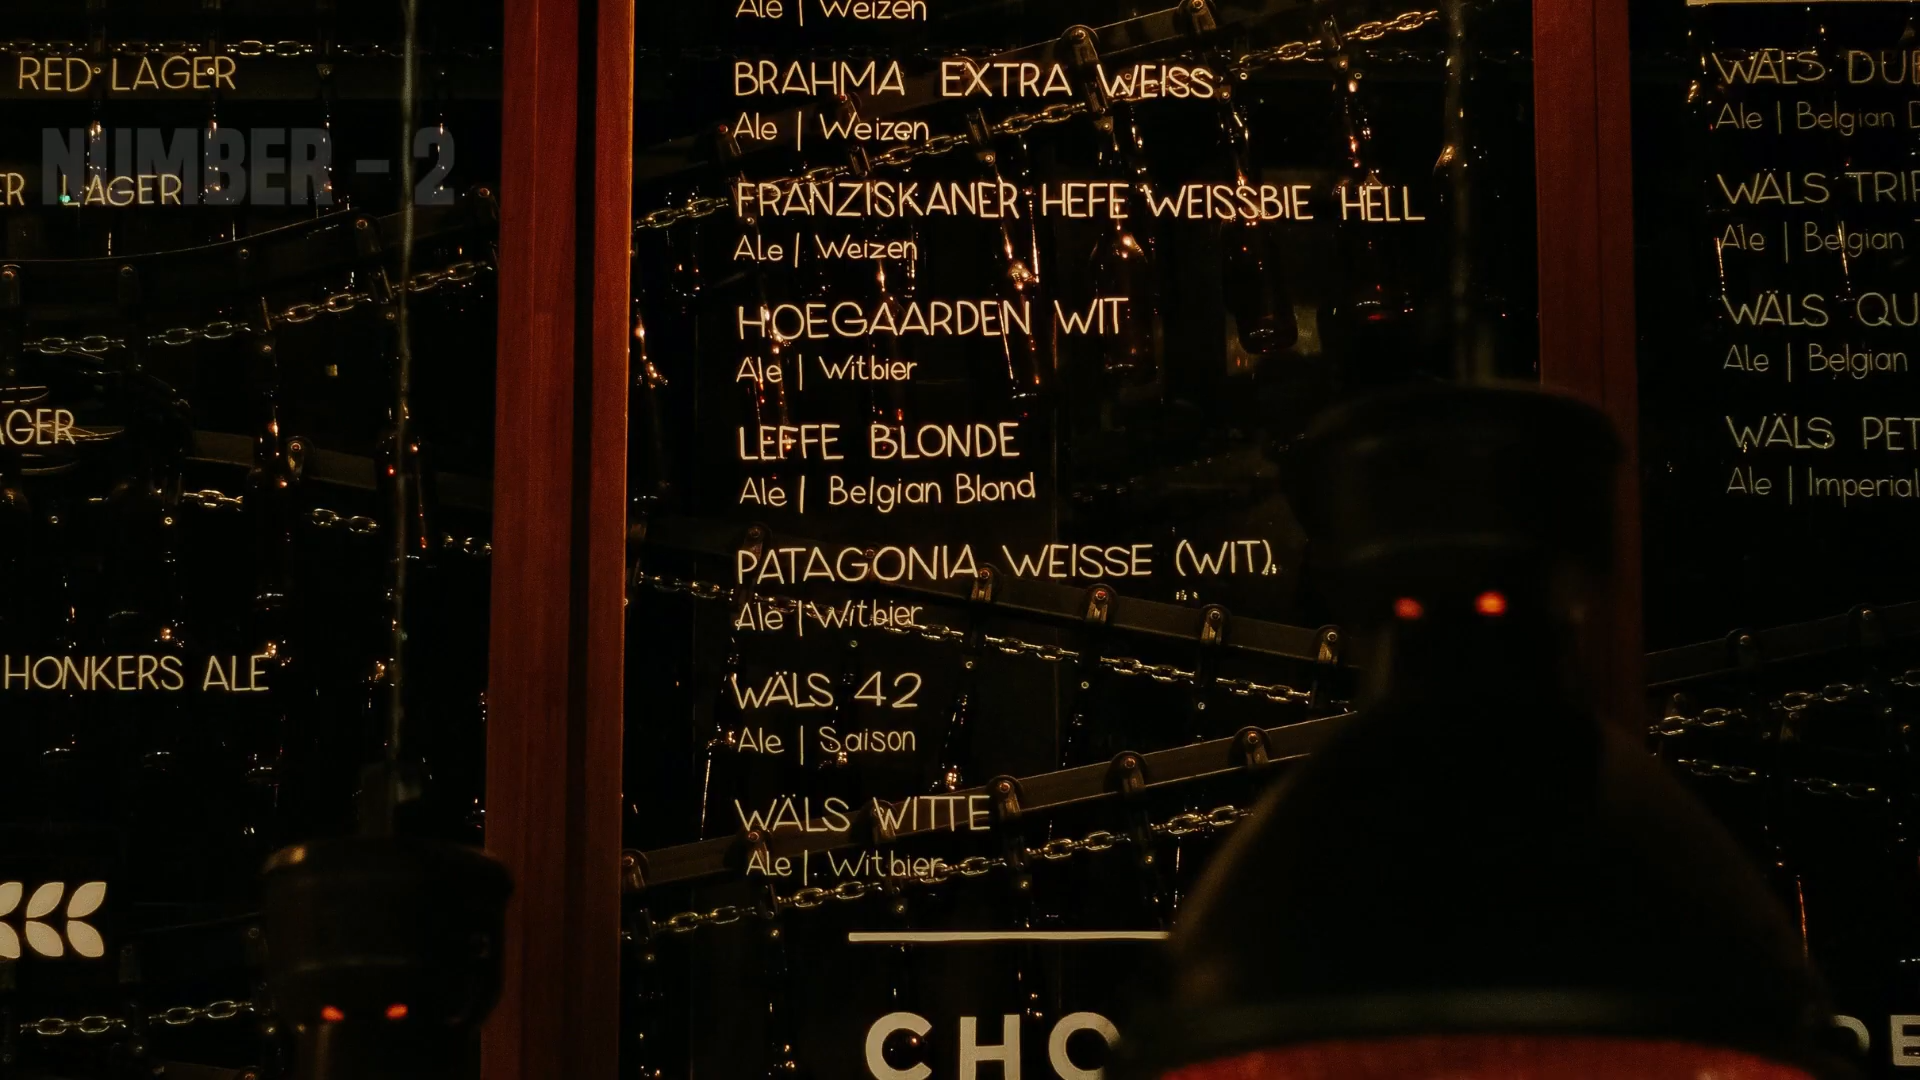 RED LAGER
NUMBER - 2
LAGER
HONKERS ALE
Ale | Weizen
BRAHMA EXTRA WEISS
Ale | Weizen
FRANZISKANER HEFE WEISSBIE HELL
Ale | Weizen
HOEGAARDEN WIT
Ale | Witbier
LEFFE BLONDE
Ale | Belgian Blond
PATAGONIA WEISSE (WIT)
Ale | Witbier
WÄLS 42
Ale | Saison
WÄLS WITTE
Ale | Witbier
WÄLS
Ale | Belgian
WÄLS
Ale | Belgian
WÄLS
Ale | Belgian
WÄLS
Ale | Imperial